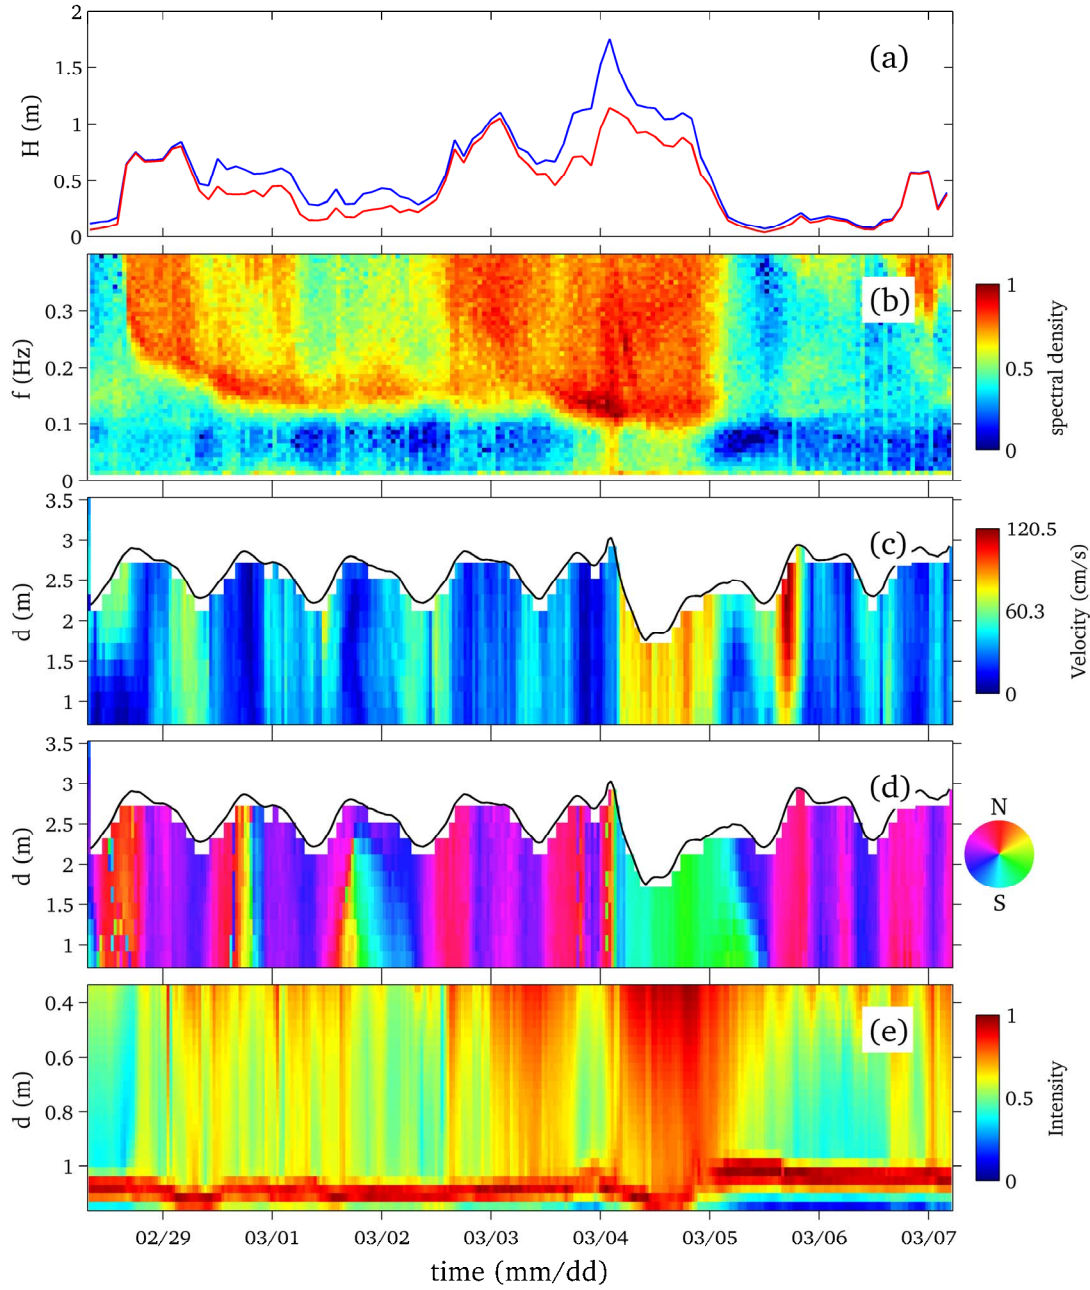 2
1.5
1
0.5
0
H (m)
(a)
0.3
0.2
0.1
0
f (Hz)
(b)
1
0.5
0
spectral density
3.5
3
2.5
2
1.5
1
d (m)
(c)
120.5
60.3
0
Velocity (cm/s)
3.5
3
2.5
2
1.5
1
d (m)
(d)
N
S
0.4
0.6
0.8
1
d (m)
(e)
1
0.5
0
Intensity
02/29 03/01 03/02 03/03 03/04 03/05 03/06 03/07
time (mm/dd)